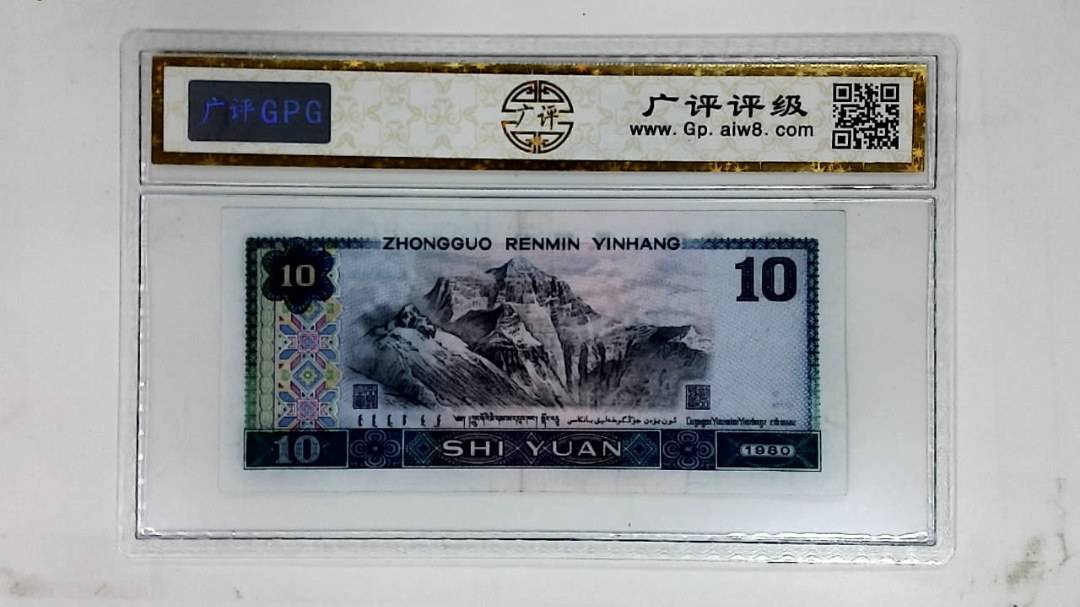 广评GPG
广评
广评评级
www.Gp.aiw8.com
ZHONGGUO RENMIN YINHANG
10
10
10
SHI YUAN
1980